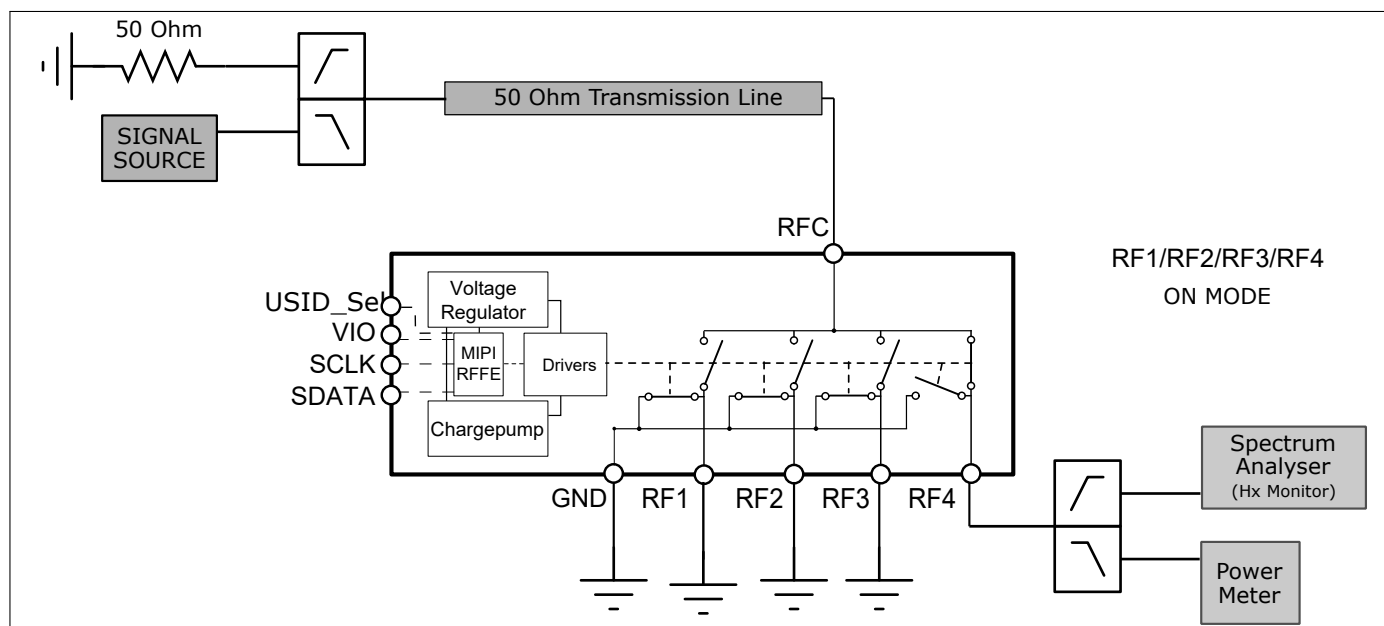 50 Ohm
SIGNAL
SOURCE
50 Ohm Transmission Line
RFC
RF1/RF2/RF3/RF4
ON MODE
USID_Sel
VIO
SCLK
SDATA
Voltage
Regulator
MIPI
RFFE
Drivers
Chargepump
GND
RF1
RF2
RF3
RF4
Spectrum
Analyser
(Hx Monitor)
Power
Meter